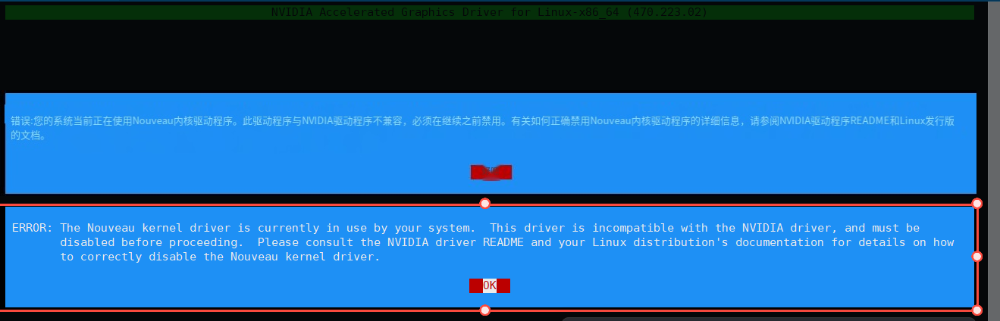 NVIDIA Accelerated Graphics Driver for Linux-x86_64 (470.223.02)
错误:您的系统当前正在使用Nouveau内核驱动程序。此驱动程序与NVIDIA驱动程序不兼容，必须在继续之前禁用。有关如何正确禁用Nouveau内核驱动程序的详细信息，请参阅NVIDIA驱动程序README和Linux发行版
的文档。
ERROR: The Nouveau kernel driver is currently in use by your system.  This driver is incompatible with the NVIDIA driver, and must be
disabled before proceeding.  Please consult the NVIDIA driver README and your Linux distribution's documentation for details on how
to correctly disable the Nouveau kernel driver.
OK